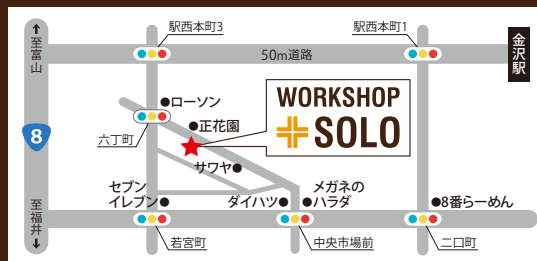 至富山
8
至福井
駅西本町3
駅西本町1
50m道路
金沢駅
ローソン
正花園
六丁町
サワヤ
WORKSHOP
SOLO
セブン
イレブン
ダイハツ
メガネの
ハラダ
8番らーめん
若宮町
中央市場前
二口町